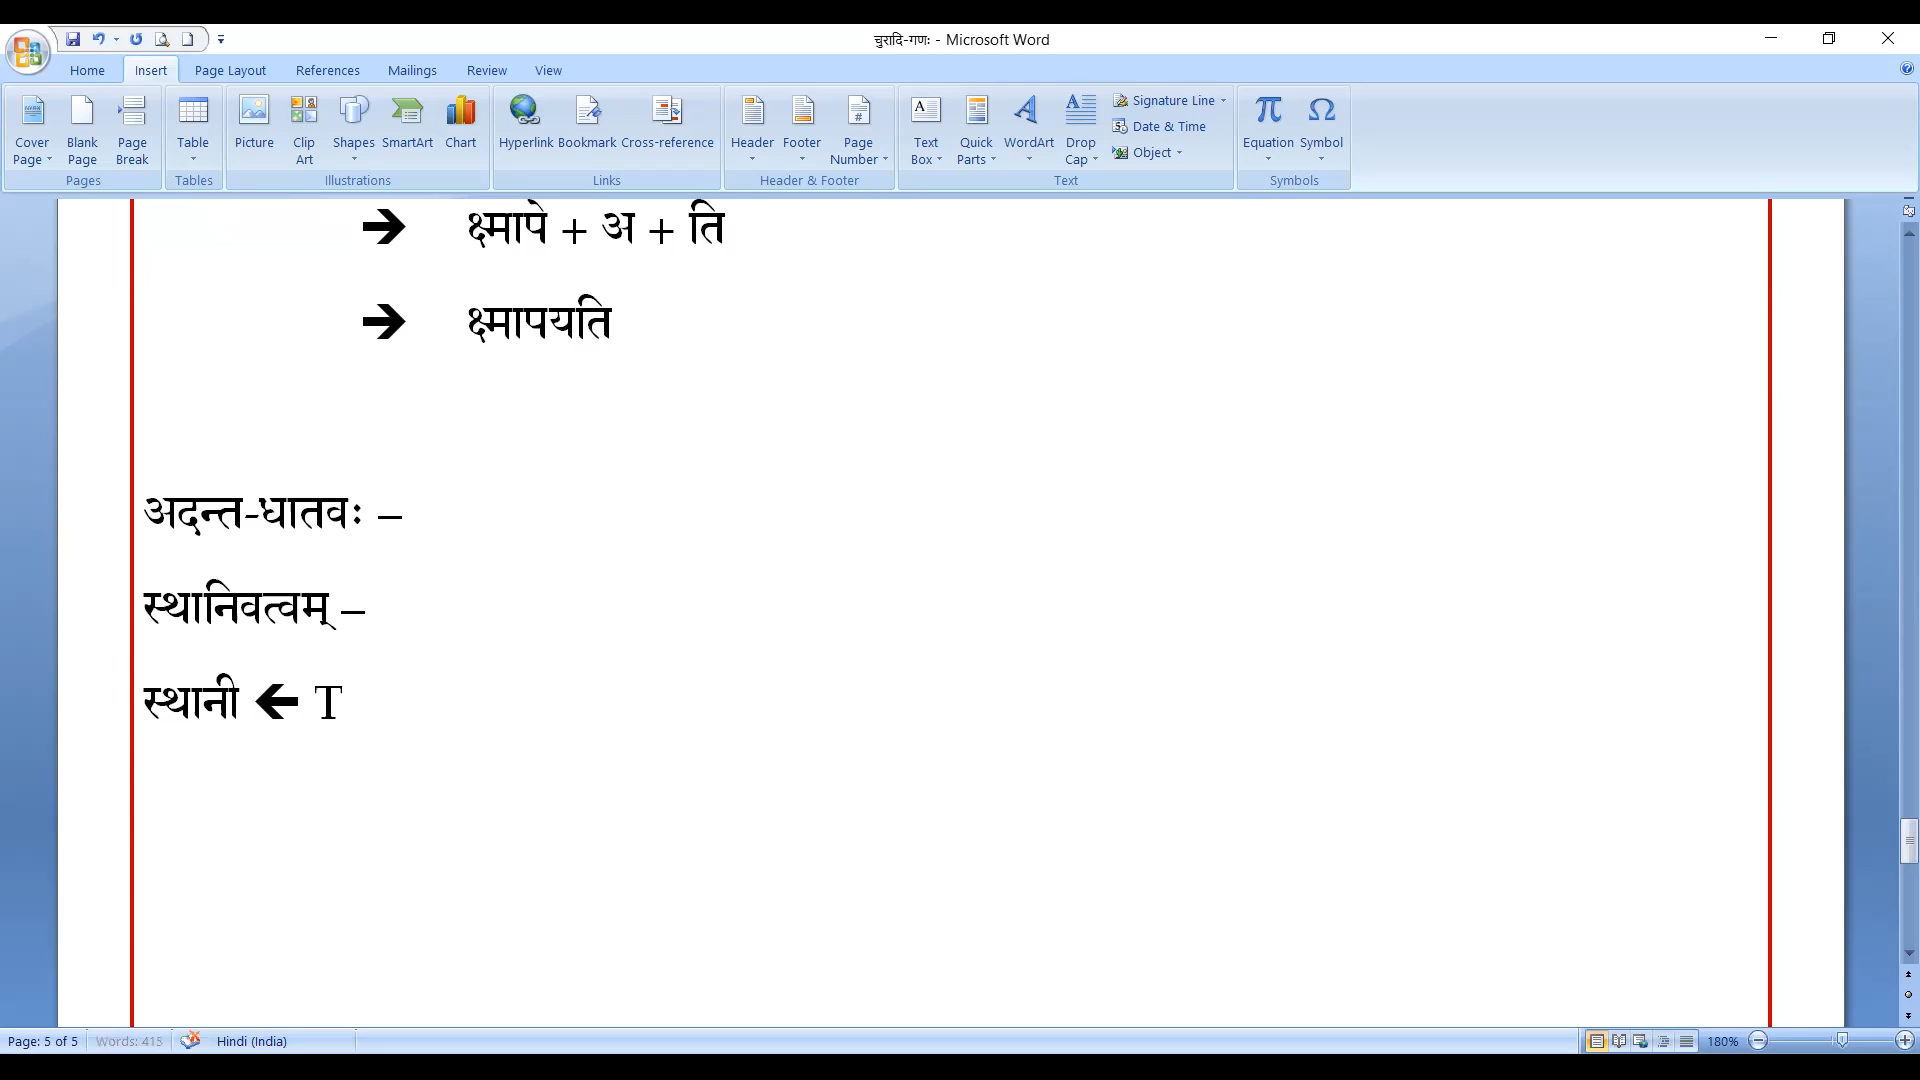 चुरादि-गणः - Microsoft Word
Home Insert Page Layout References Mailings Review View
Cover Page Blank Page Page Break Table Picture Clip Art Shapes SmartArt Chart Hyperlink Bookmark Cross-reference Header Footer Page Number Text Box Quick Parts WordArt Drop Cap Signature Line Date & Time Object Equation Symbol
Pages Tables Illustrations Links Header & Footer Text Symbols
➔ क्ष्मापे + अ + ति
➔ क्ष्मापयति
अदन्त-धातवः –
स्थानिवत्वम् –
स्थानी 🡰 T
Page: 5 of 5 Words: 415 Hindi (India) 180%